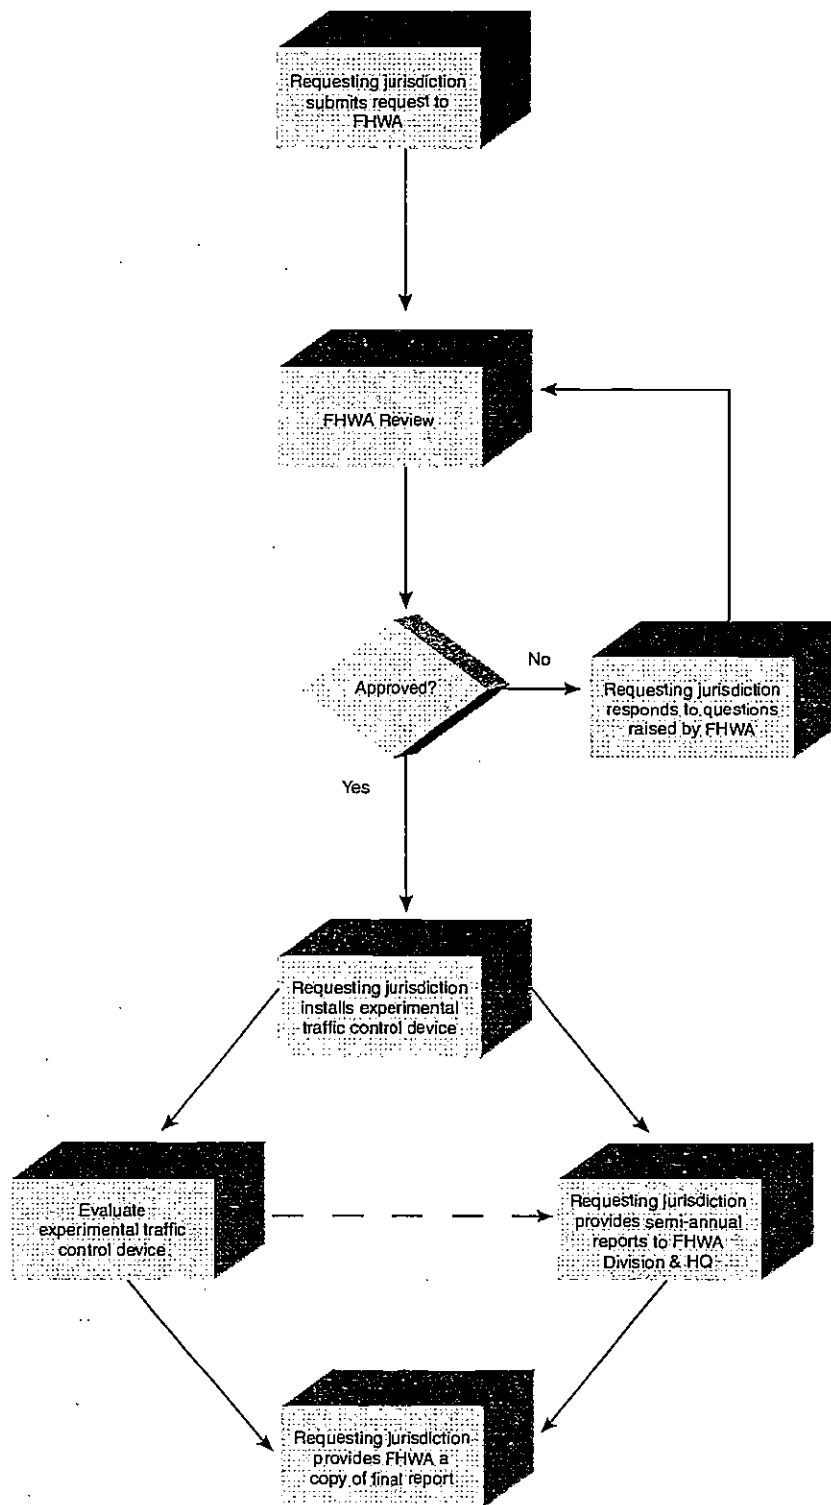 Requesting jurisdiction
submits request to
FHWA
FHWA Review
Approved?
No
Requesting jurisdiction
responds to questions
raised by FHWA
Yes
Requesting jurisdiction
installs experimental
traffic control device
Evaluate
experimental traffic
control device
Requesting jurisdiction
provides semi-annual
reports to FHWA
Division & HQ
Requesting jurisdiction
provides FHWA a
copy of final report